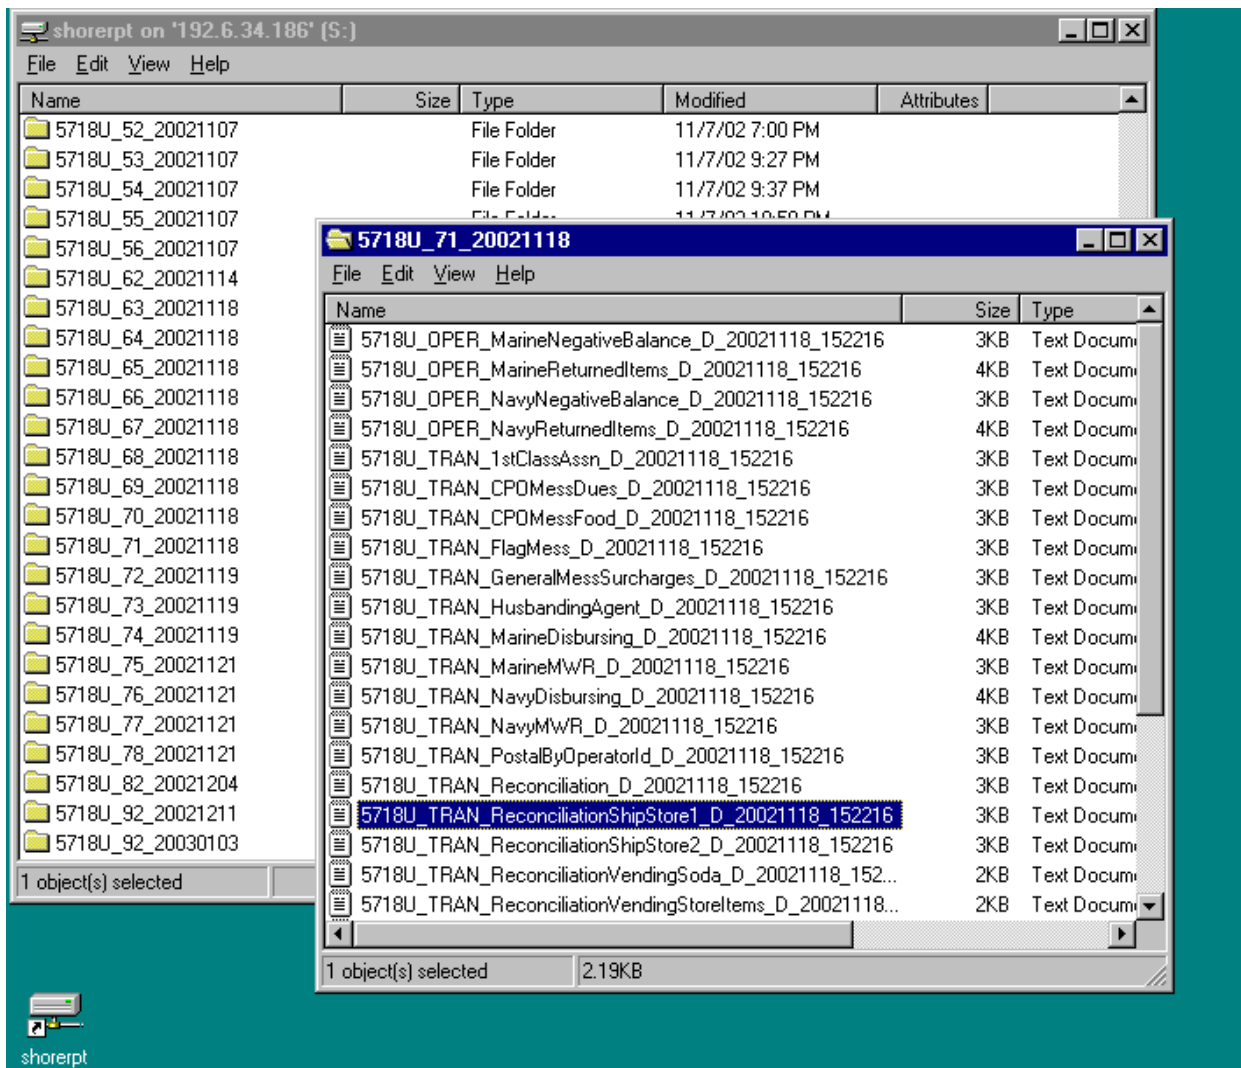 shorerpt on '192.6.34.186' (S:)
File Edit View Help
Name Size Type Modified Attributes
5718U_52_20021107 File Folder 11/7/02 7:00 PM
5718U_53_20021107 File Folder 11/7/02 9:27 PM
5718U_54_20021107 File Folder 11/7/02 9:37 PM
5718U_55_20021107 File Folder 11/7/02 10:50 PM
5718U_56_20021107
5718U_62_20021114
5718U_63_20021118
5718U_64_20021118
5718U_65_20021118
5718U_66_20021118
5718U_67_20021118
5718U_68_20021118
5718U_69_20021118
5718U_70_20021118
5718U_71_20021118
5718U_72_20021119
5718U_73_20021119
5718U_74_20021119
5718U_75_20021121
5718U_76_20021121
5718U_77_20021121
5718U_78_20021121
5718U_82_20021204
5718U_92_20021211
5718U_92_20030103
1 object(s) selected
5718U_71_20021118
File Edit View Help
Name Size Type
5718U_OPER_MarineNegativeBalance_D_20021118_152216 3KB Text Docum
5718U_OPER_MarineReturnedItems_D_20021118_152216 4KB Text Docum
5718U_OPER_NavyNegativeBalance_D_20021118_152216 3KB Text Docum
5718U_OPER_NavyReturnedItems_D_20021118_152216 4KB Text Docum
5718U_TRAN_1stClassAssn_D_20021118_152216 3KB Text Docum
5718U_TRAN_CPOMessDues_D_20021118_152216 3KB Text Docum
5718U_TRAN_CPOMessFood_D_20021118_152216 3KB Text Docum
5718U_TRAN_FlagMess_D_20021118_152216 3KB Text Docum
5718U_TRAN_GeneralMessSurcharges_D_20021118_152216 3KB Text Docum
5718U_TRAN_HusbandingAgent_D_20021118_152216 3KB Text Docum
5718U_TRAN_MarineDisbursing_D_20021118_152216 4KB Text Docum
5718U_TRAN_MarineMWR_D_20021118_152216 3KB Text Docum
5718U_TRAN_NavyDisbursing_D_20021118_152216 4KB Text Docum
5718U_TRAN_NavyMWR_D_20021118_152216 3KB Text Docum
5718U_TRAN_PostalByOperatorId_D_20021118_152216 3KB Text Docum
5718U_TRAN_Reconciliation_D_20021118_152216 3KB Text Docum
5718U_TRAN_ReconciliationShipStore1_D_20021118_152216 3KB Text Docum
5718U_TRAN_ReconciliationShipStore2_D_20021118_152216 3KB Text Docum
5718U_TRAN_ReconciliationVendingSoda_D_20021118_152... 2KB Text Docum
5718U_TRAN_ReconciliationVendingStoreItems_D_20021118... 2KB Text Docum
1 object(s) selected 2.19KB
shorerpt